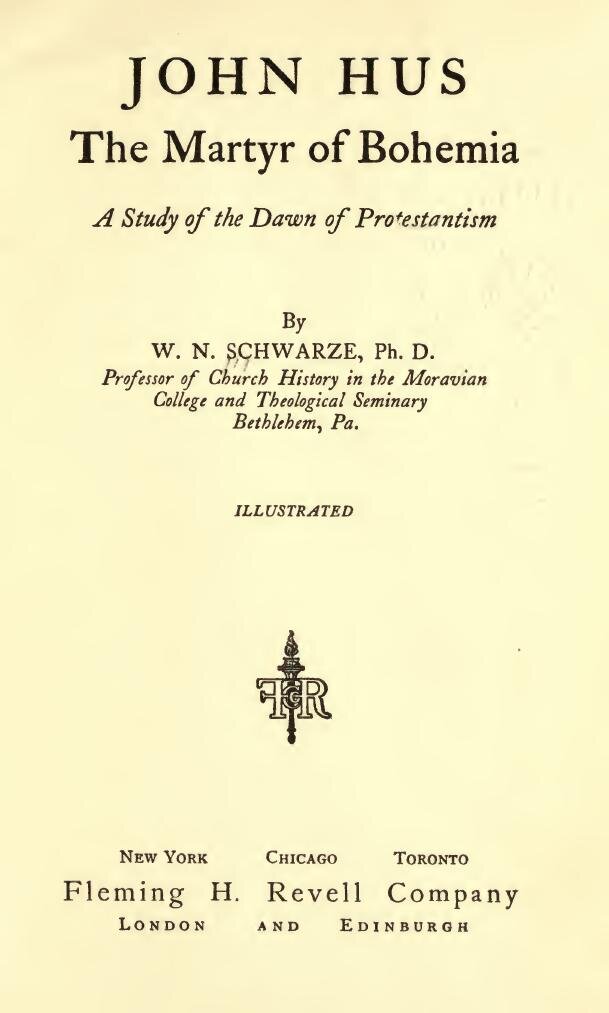 JOHN HUS
The Martyr of Bohemia
A Study of the Dawn of Protestantism
By
W. N. SCHWARZE, Ph. D.
Professor of Church History in the Moravian
College and Theological Seminary
Bethlehem, Pa.
ILLUSTRATED
FGR
NEW YORK CHICAGO TORONTO
Fleming H. Revell Company
LONDON AND EDINBURGH